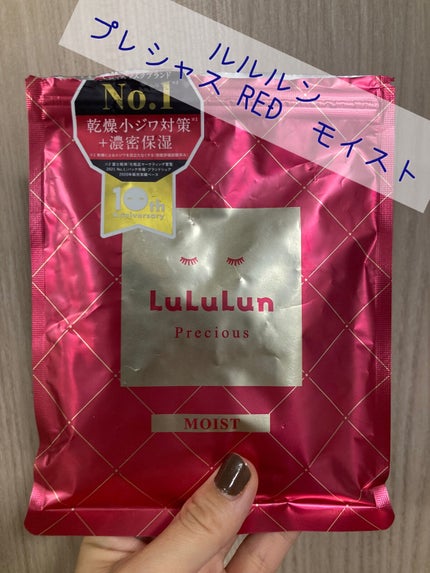 ルルルン
プレシャス RED モイスト
No.1
乾燥小ジワ対策
+濃密保湿
10th
Anniversary
LuLuLun
Precious
MOIST